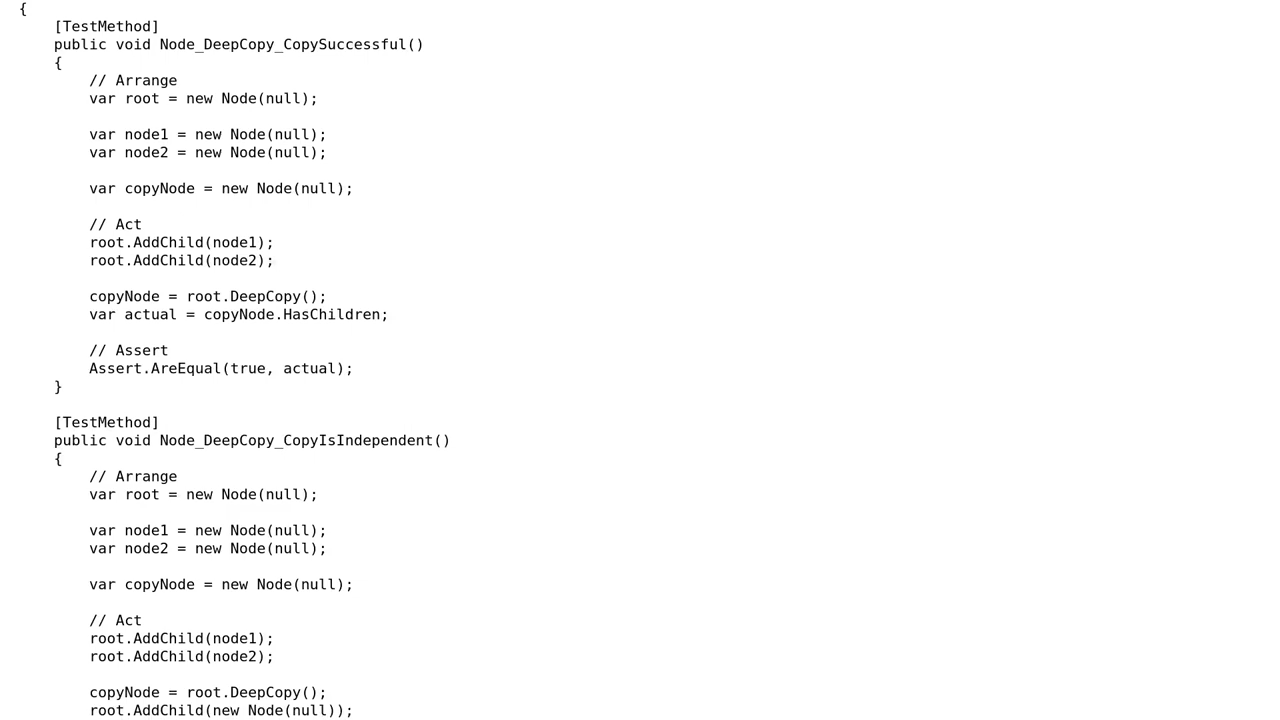 {
    [TestMethod]
    public void Node_DeepCopy_CopySuccessful()
    {
        // Arrange
        var root = new Node(null);

        var node1 = new Node(null);
        var node2 = new Node(null);

        var copyNode = new Node(null);

        // Act
        root.AddChild(node1);
        root.AddChild(node2);

        copyNode = root.DeepCopy();
        var actual = copyNode.HasChildren;

        // Assert
        Assert.AreEqual(true, actual);
    }

    [TestMethod]
    public void Node_DeepCopy_CopyIsIndependent()
    {
        // Arrange
        var root = new Node(null);

        var node1 = new Node(null);
        var node2 = new Node(null);

        var copyNode = new Node(null);

        // Act
        root.AddChild(node1);
        root.AddChild(node2);

        copyNode = root.DeepCopy();
        root.AddChild(new Node(null));